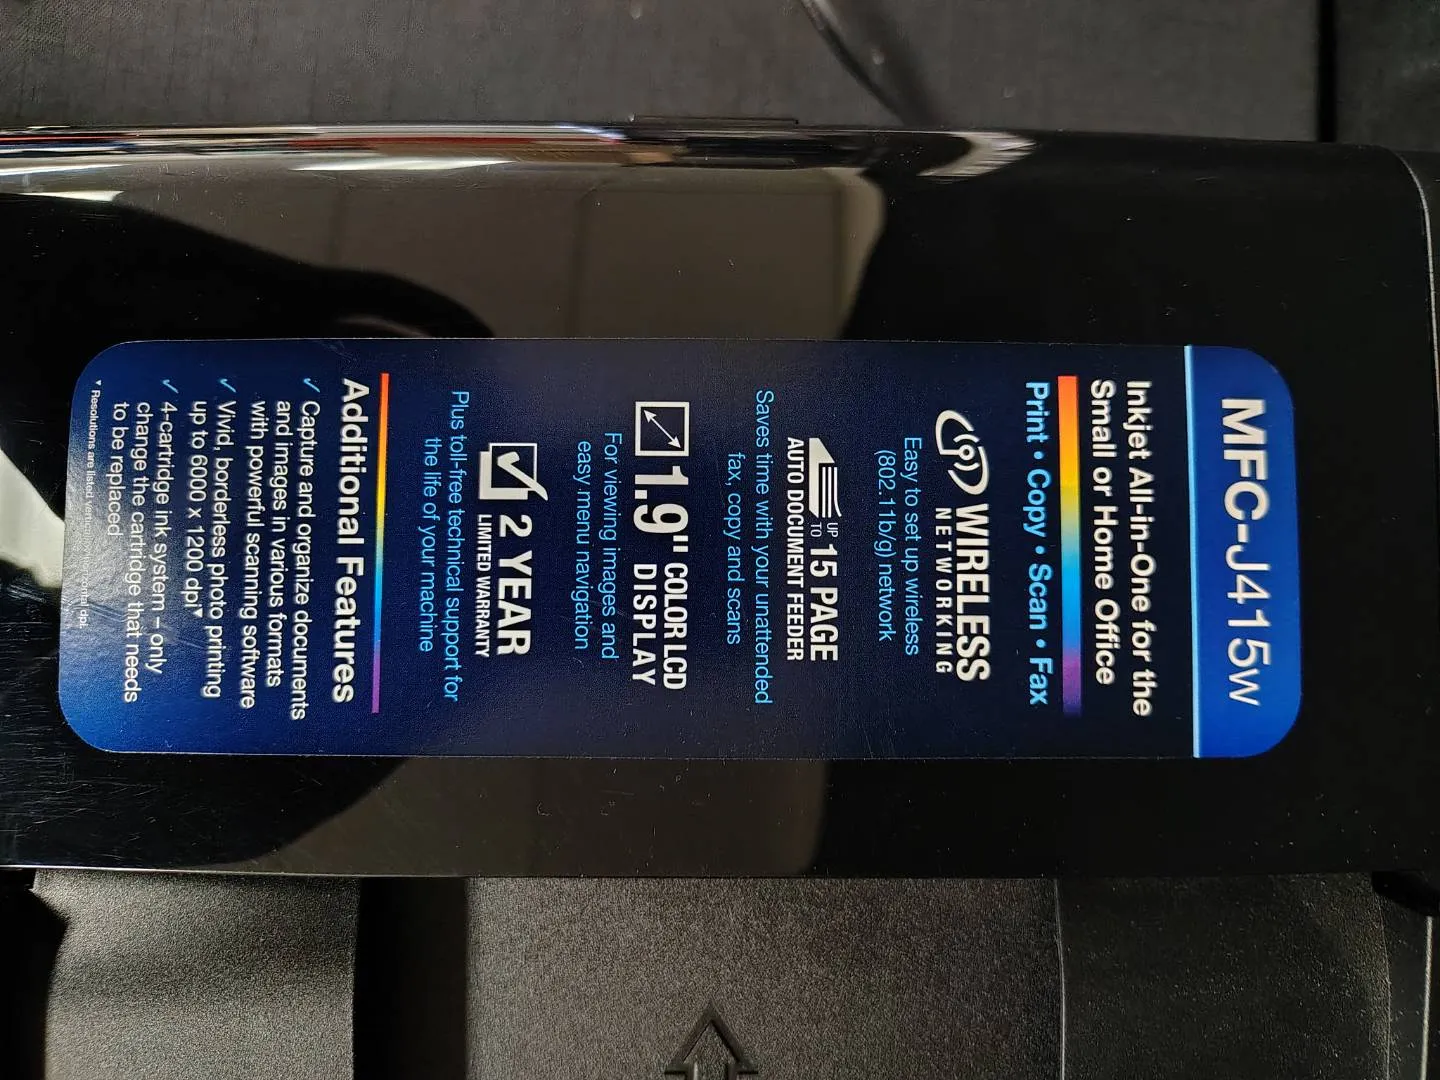 MFC-J415w
Inkjet All-in-One for the
Small or Home Office
Print • Copy • Scan • Fax
WIRELESS
NETWORKING
Easy to set up wireless
(802.11b/g) network
UP TO 15 PAGE
AUTO DOCUMENT FEEDER
Saves time with your unattended
fax, copy and scans
1.9" COLOR LCD
DISPLAY
For viewing images and
easy menu navigation
2 YEAR
LIMITED WARRANTY
Plus toll-free technical support for
the life of your machine
Additional Features
✓ Capture and organize documents
and images in various formats
with powerful scanning software
✓ Vivid, borderless photo printing
up to 6000 x 1200 dpi▼
✓ 4-cartridge ink system – only
change the cartridge that needs
to be replaced
▼ Resolutions are listed dpi.